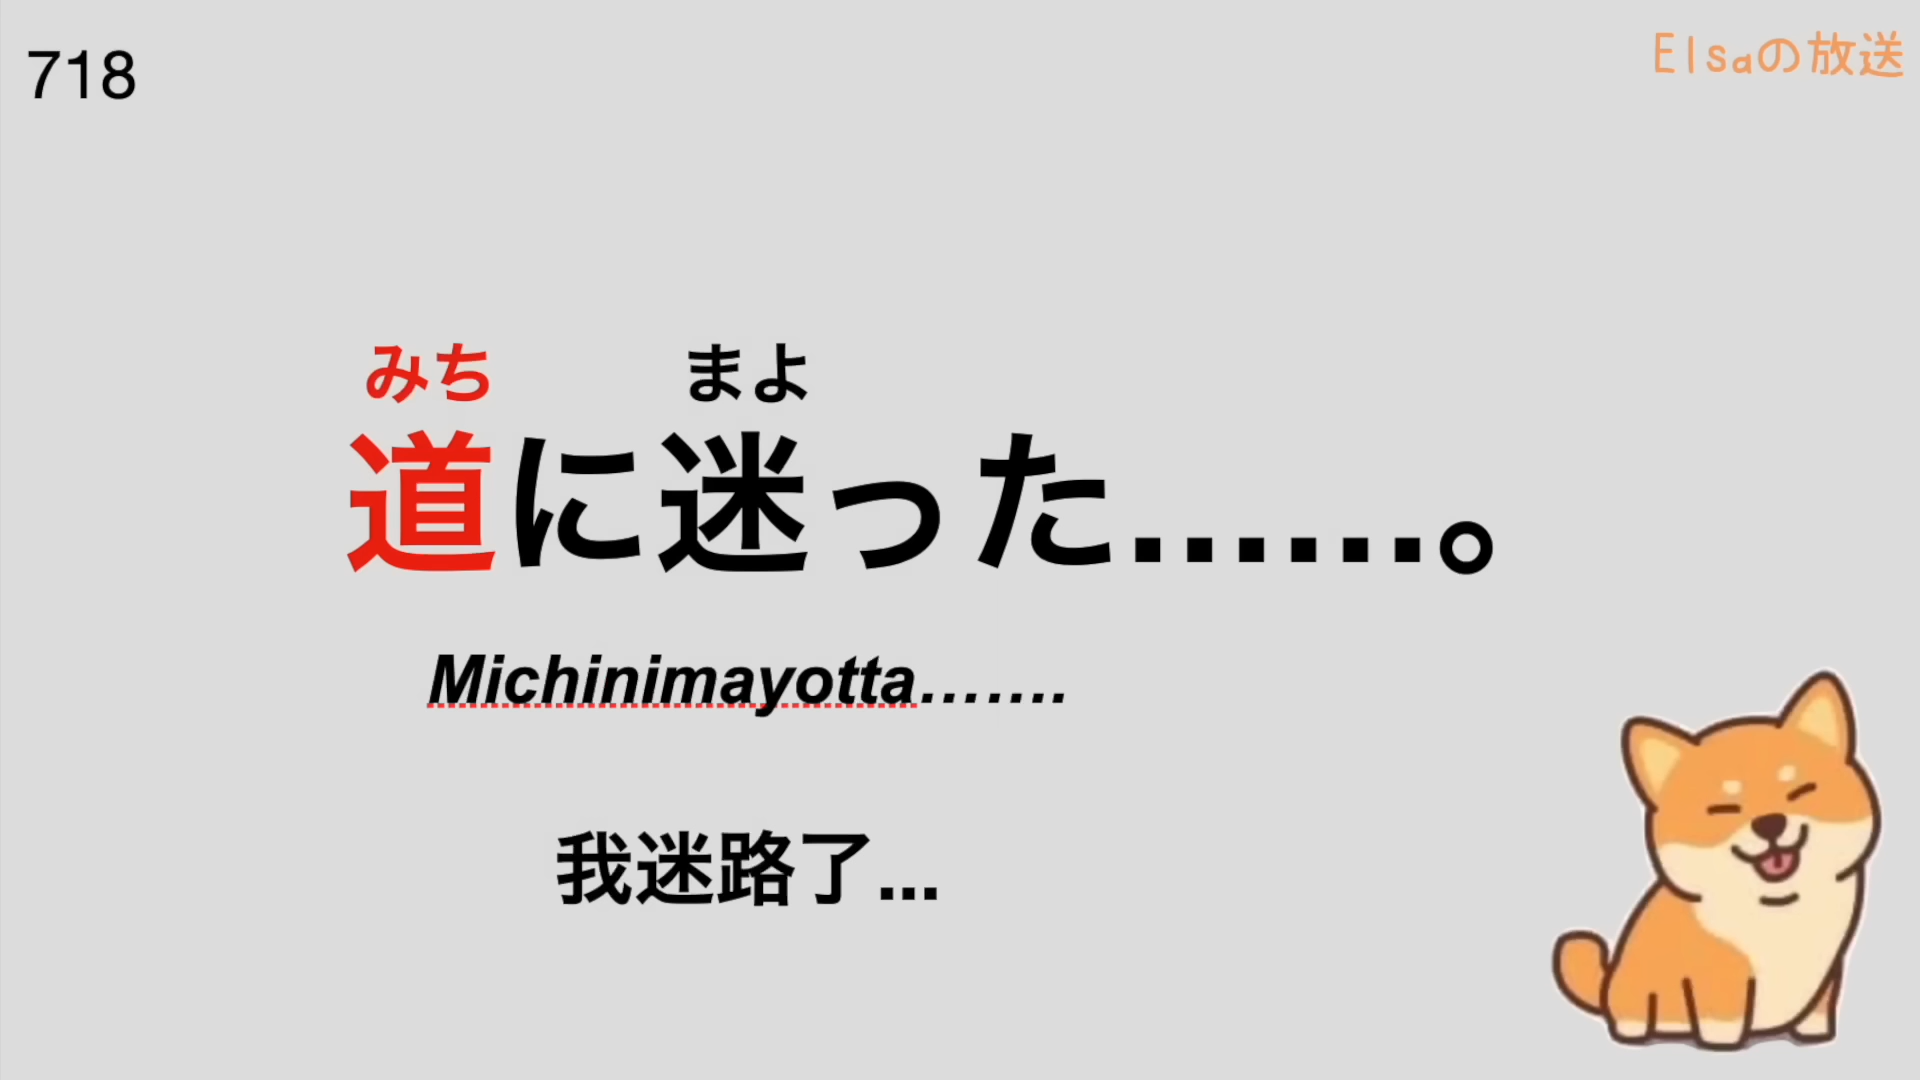 718
Elsaの放送
みち まよ
道に迷った......。
Michinimayotta.......
我迷路了...